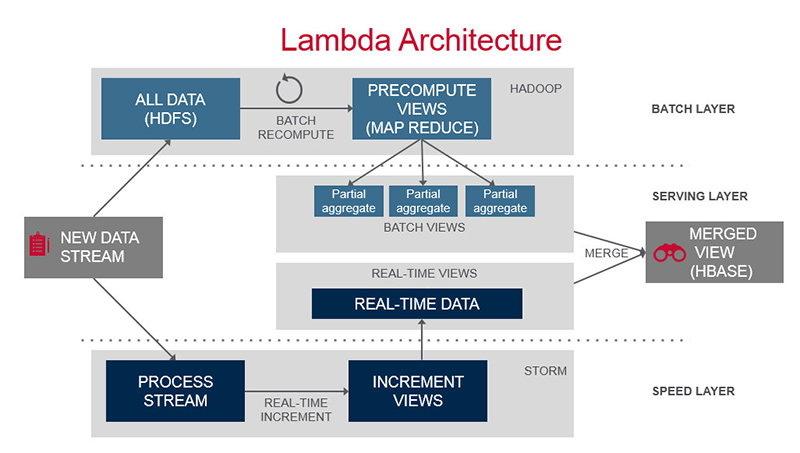 Lambda Architecture
ALL DATA
(HDFS)
BATCH
RECOMPUTE
PRECOMPUTE
VIEWS
(MAP REDUCE)
HADOOP
BATCH LAYER
Partial
aggregate
Partial
aggregate
Partial
aggregate
BATCH VIEWS
SERVING LAYER
NEW DATA
STREAM
MERGE
MERGED
VIEW
(HBASE)
REAL-TIME VIEWS
REAL-TIME DATA
PROCESS
STREAM
REAL-TIME
INCREMENT
INCREMENT
VIEWS
STORM
SPEED LAYER